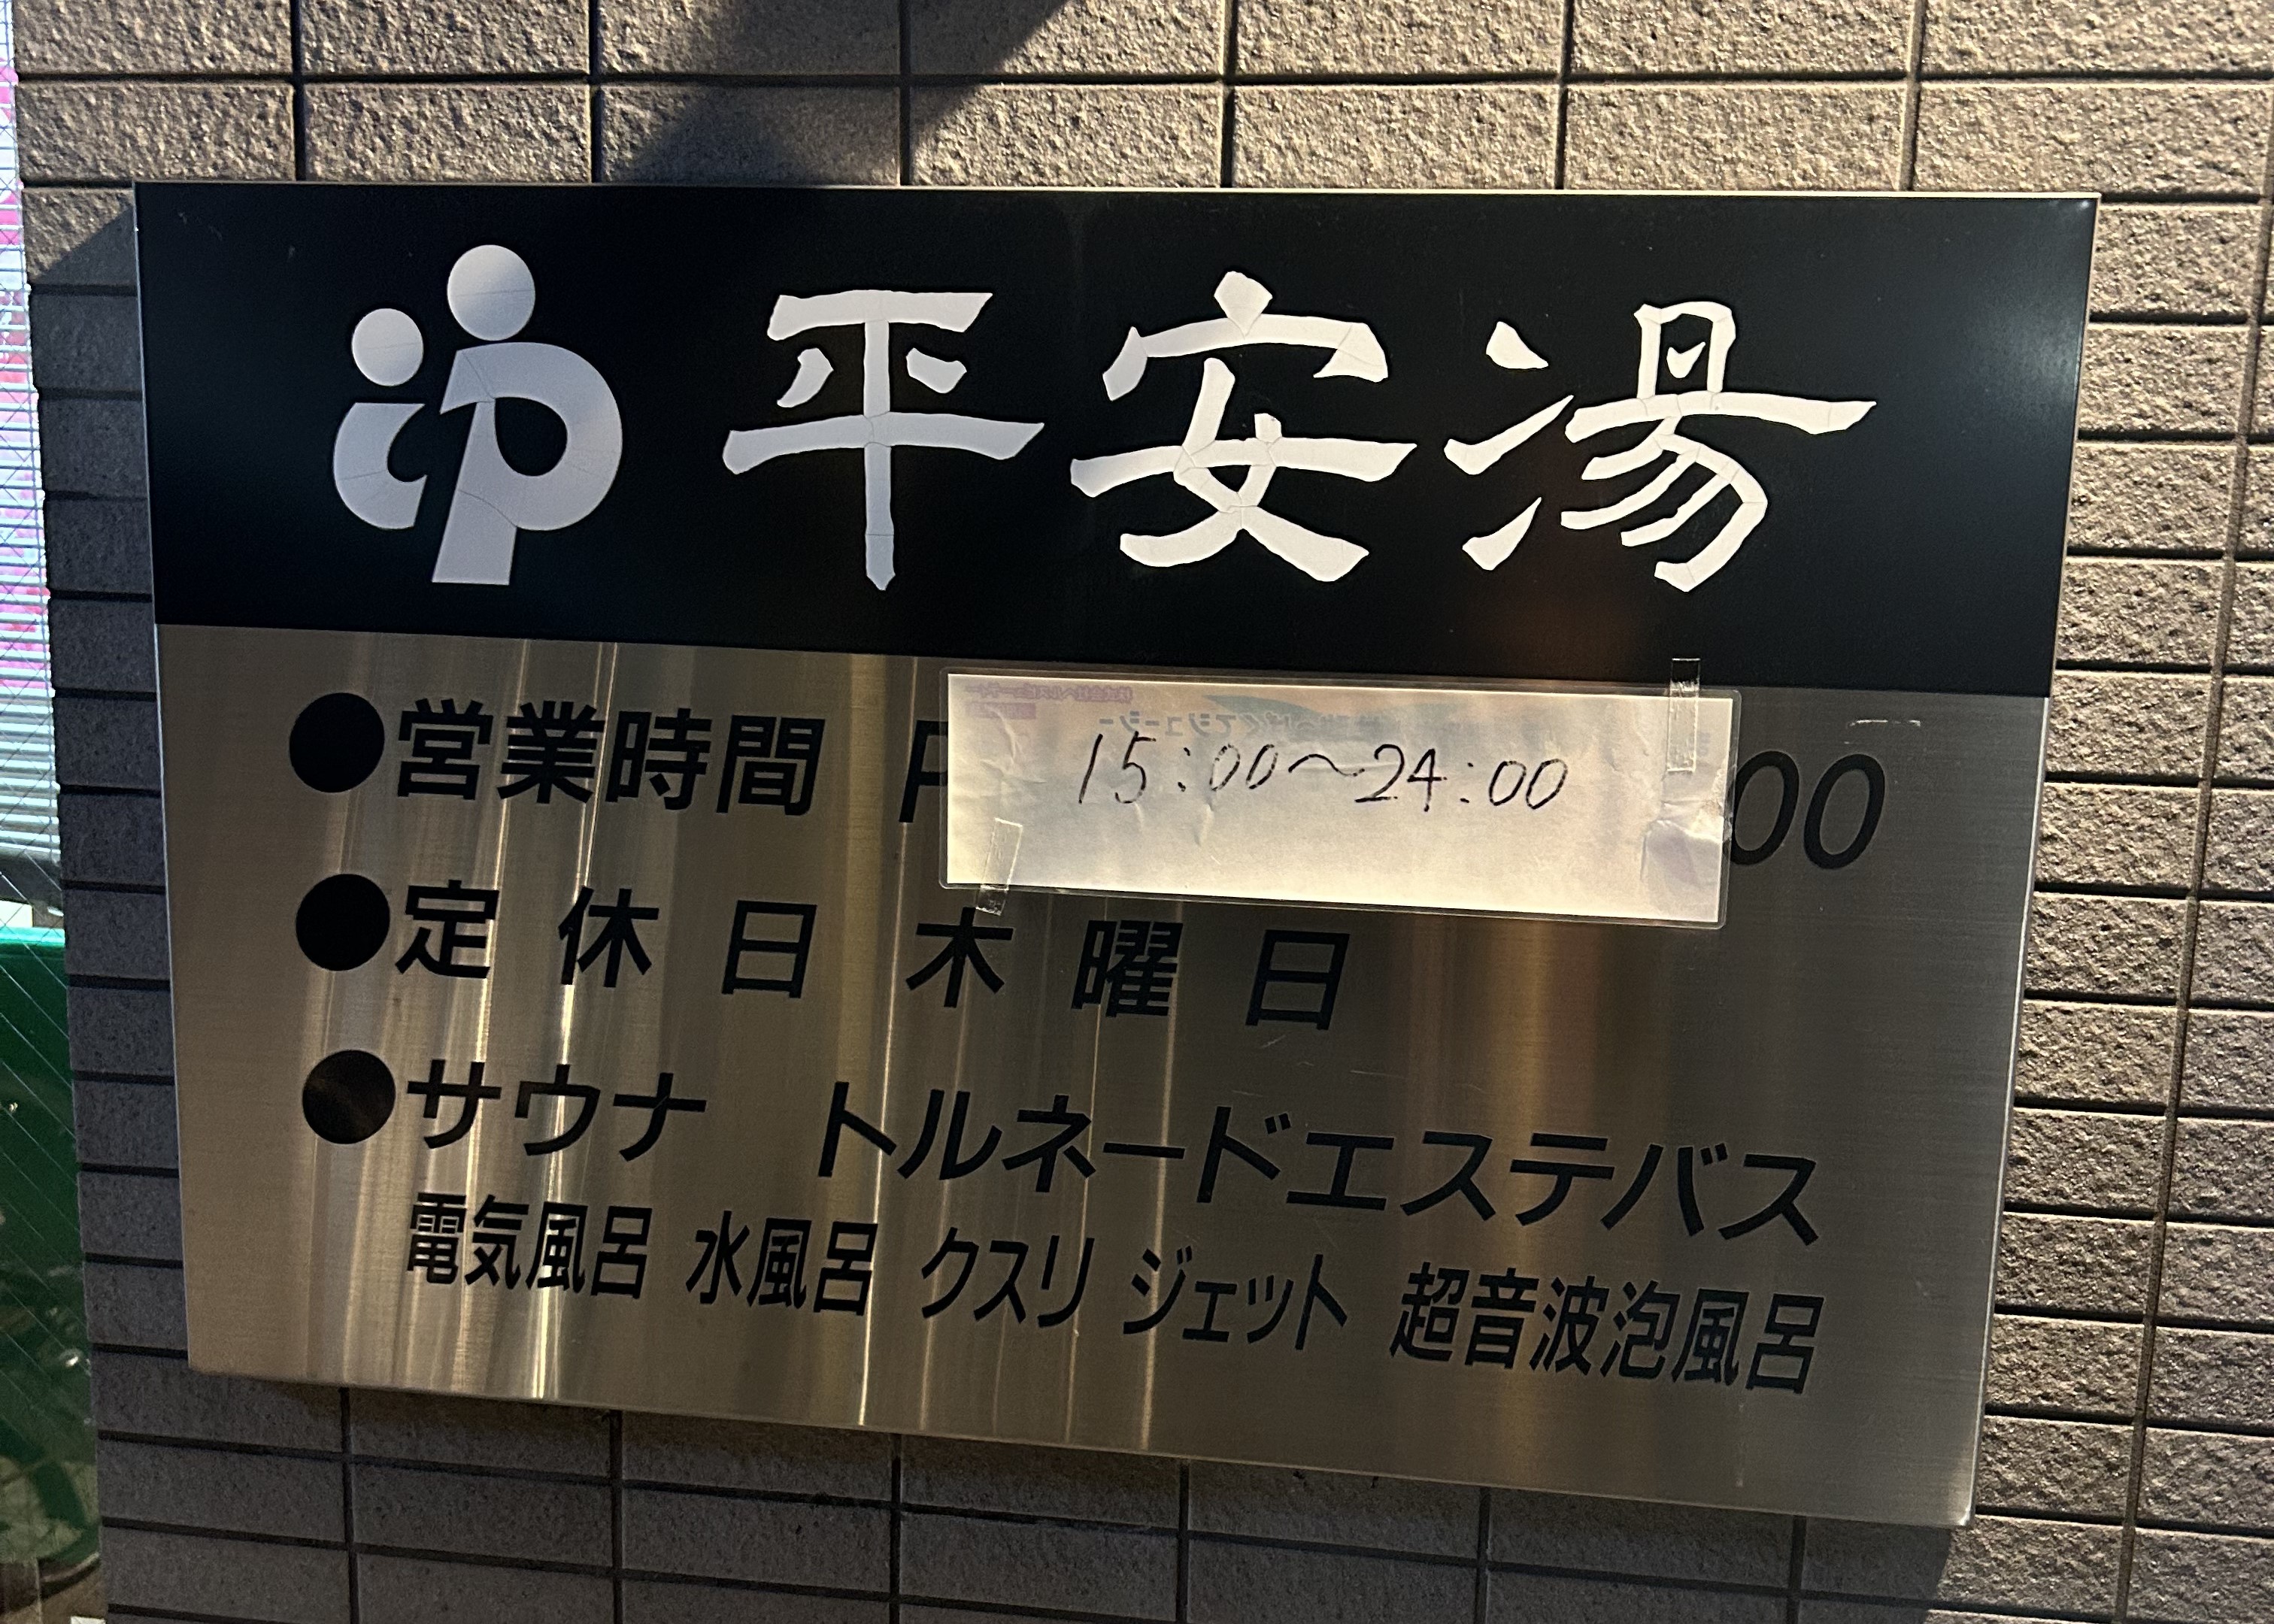 平安湯
●営業時間 P 15:00〜24:00 00
●定休日 木曜日
●サウナ トルネードエステバス
電気風呂 水風呂 クスリ ジェット 超音波泡風呂